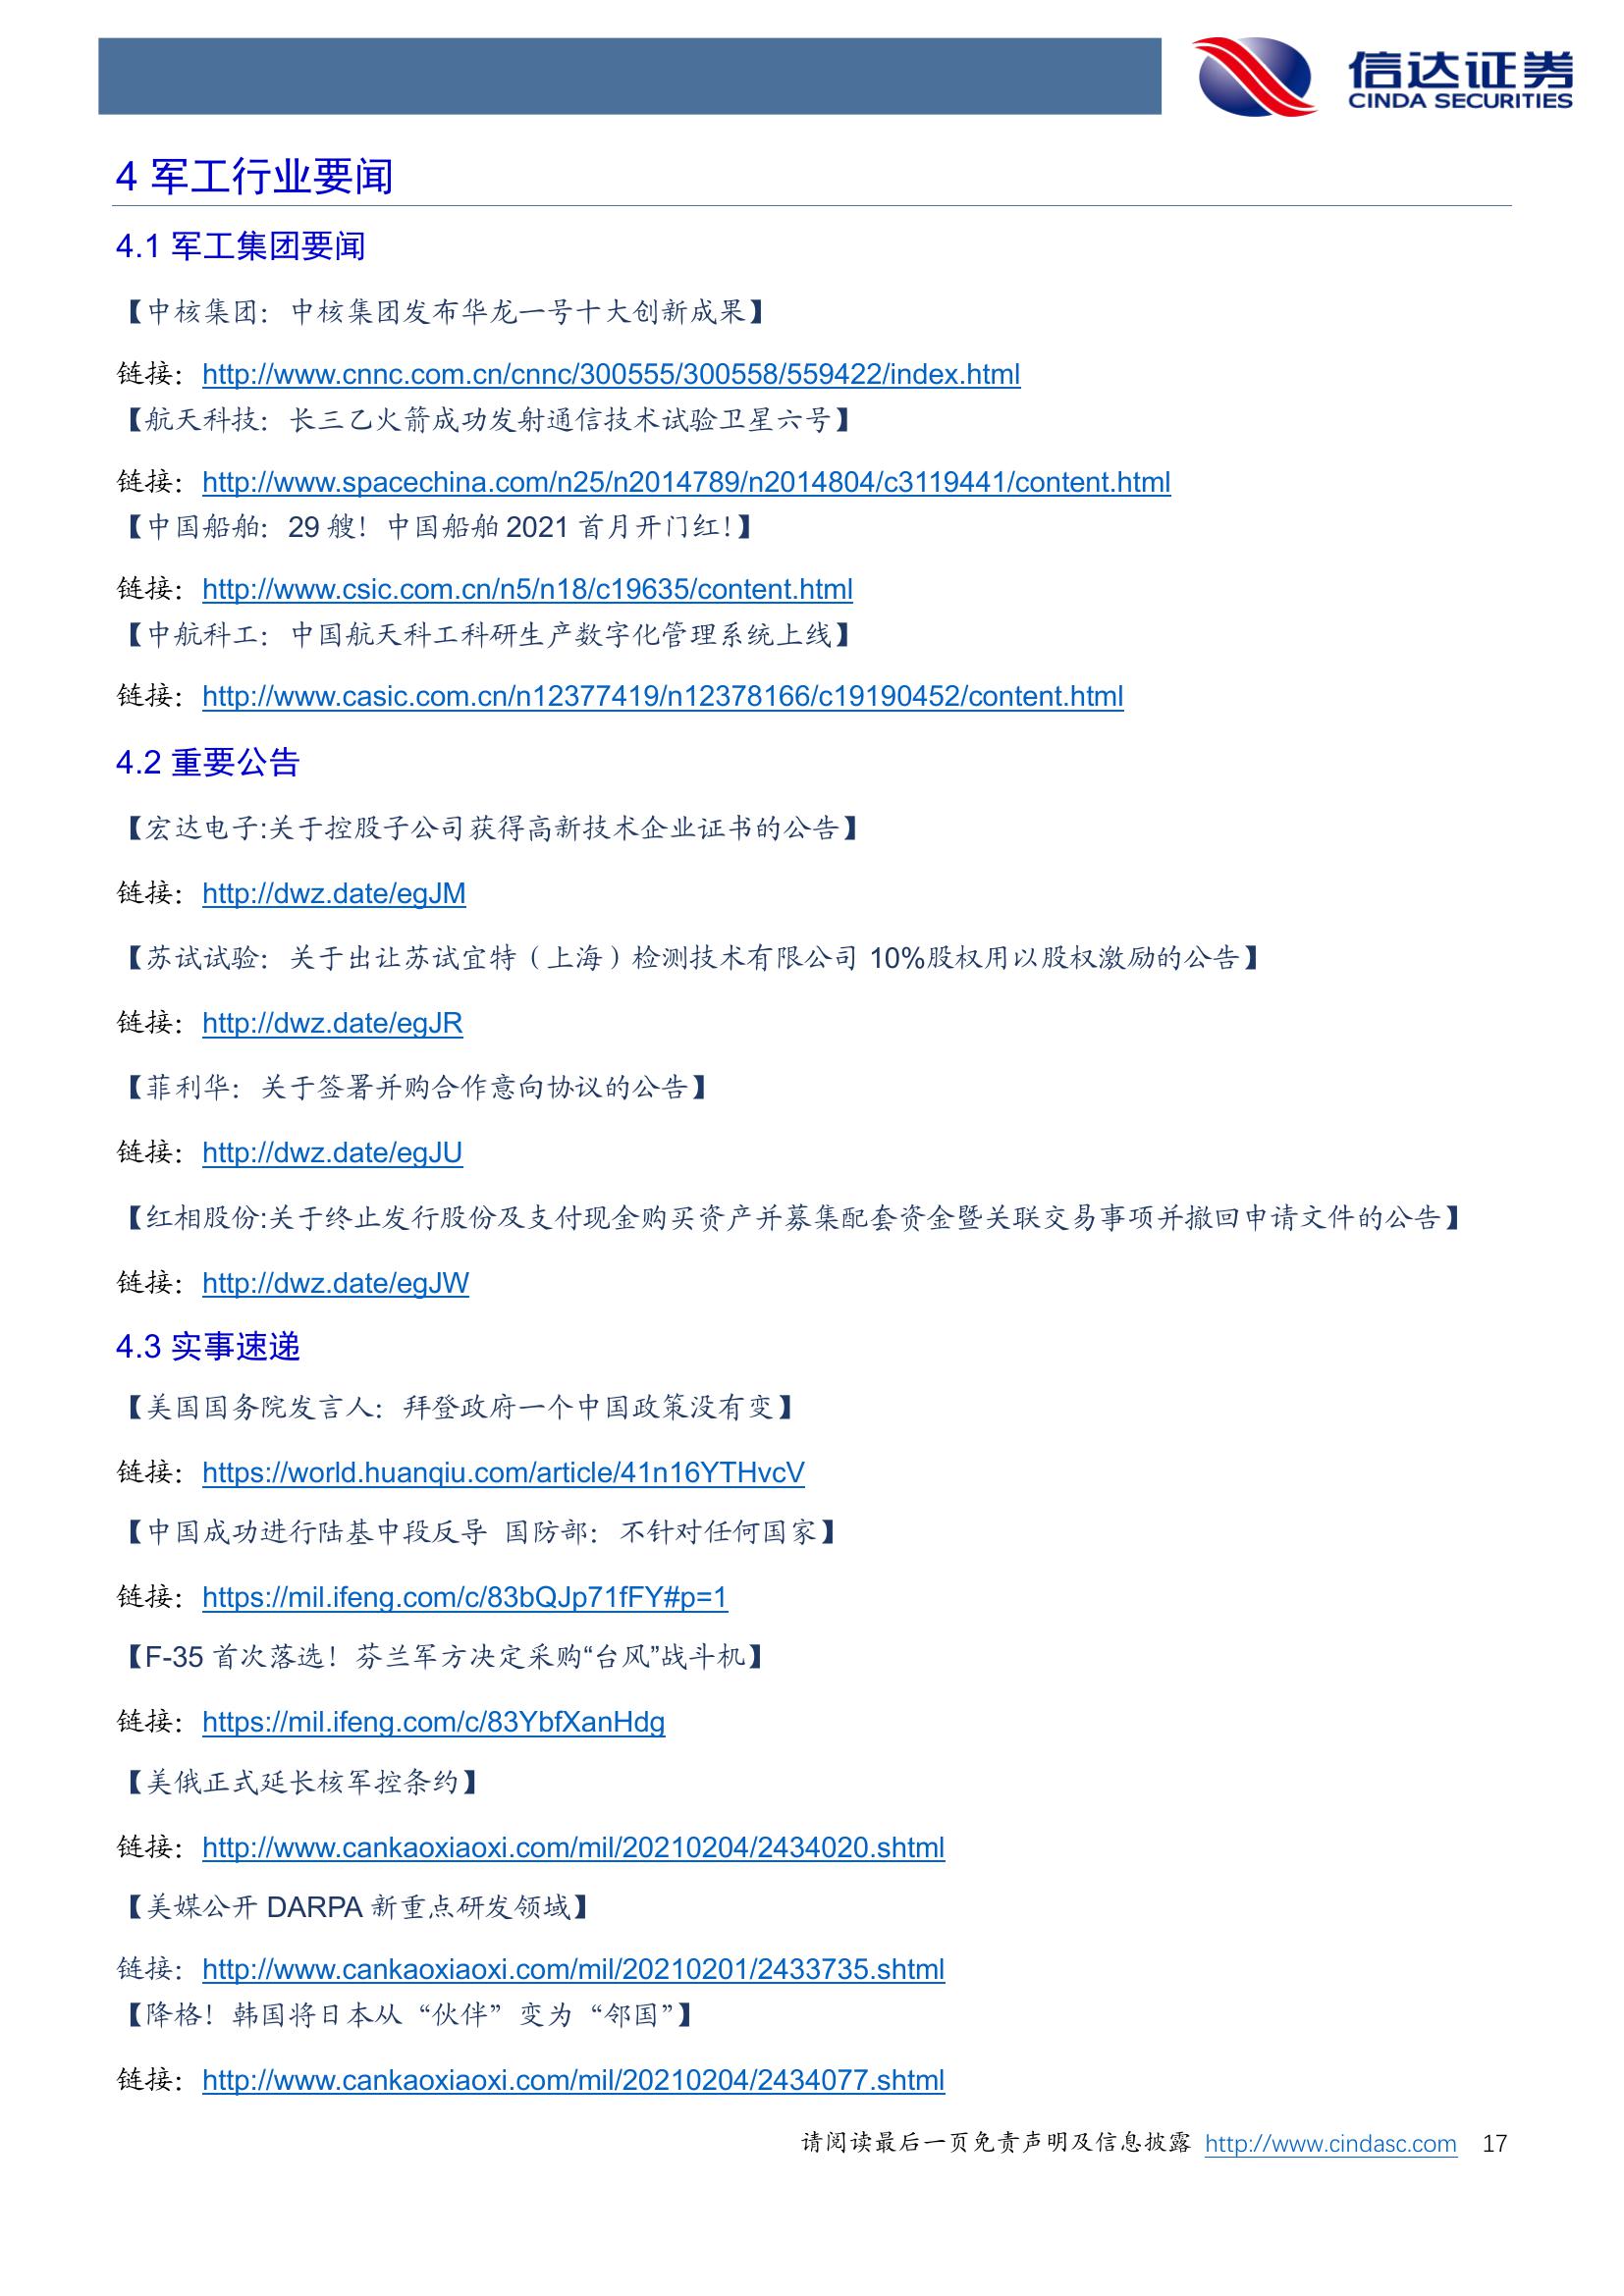 信达证券
CINDA SECURITIES
4 军工行业要闻
4.1 军工集团要闻
【中核集团：中核集团发布华龙一号十大创新成果】
链接：http://www.cnnc.com.cn/cnnc/300555/300558/559422/index.html
【航天科技：长三乙火箭成功发射通信技术试验卫星六号】
链接：http://www.spacechina.com/n25/n2014789/n2014804/c3119441/content.html
【中国船舶：29 艘！中国船舶 2021 首月开门红！】
链接：http://www.csic.com.cn/n5/n18/c19635/content.html
【中航科工：中国航天科工科研生产数字化管理系统上线】
链接：http://www.casic.com.cn/n12377419/n12378166/c19190452/content.html
4.2 重要公告
【宏达电子:关于控股子公司获得高新技术企业证书的公告】
链接：http://dwz.date/egJM
【苏试试验：关于出让苏试宜特（上海）检测技术有限公司 10%股权用以股权激励的公告】
链接：http://dwz.date/egJR
【菲利华：关于签署并购合作意向协议的公告】
链接：http://dwz.date/egJU
【红相股份:关于终止发行股份及支付现金购买资产并募集配套资金暨关联交易事项并撤回申请文件的公告】
链接：http://dwz.date/egJW
4.3 实事速递
【美国国务院发言人：拜登政府一个中国政策没有变】
链接：https://world.huanqiu.com/article/41n16YTHvcV
【中国成功进行陆基中段反导 国防部：不针对任何国家】
链接：https://mil.ifeng.com/c/83bQJp71fFY#p=1
【F-35 首次落选！芬兰军方决定采购“台风”战斗机】
链接：https://mil.ifeng.com/c/83YbfXanHdg
【美俄正式延长核军控条约】
链接：http://www.cankaoxiaoxi.com/mil/20210204/2434020.shtml
【美媒公开 DARPA 新重点研发领域】
链接：http://www.cankaoxiaoxi.com/mil/20210201/2433735.shtml
【降格！韩国将日本从“伙伴”变为“邻国”】
链接：http://www.cankaoxiaoxi.com/mil/20210204/2434077.shtml
请阅读最后一页免责声明及信息披露 http://www.cindasc.com 17